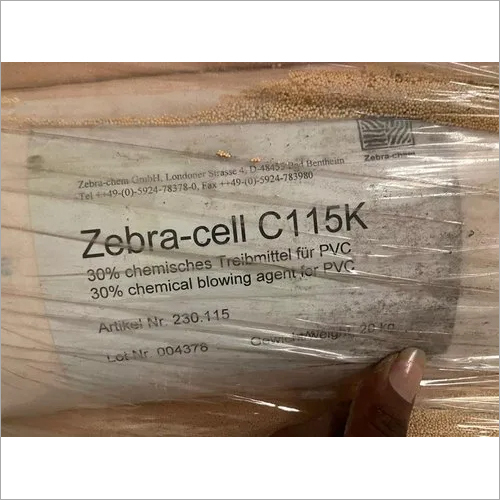 Zebra-chem
Zebra-chem GmbH, Londoner Strasse 4, D-48455 Bad Bentheim
Tel ++49-(0)-5924-78378-0, Fax ++49-(0)-5924-783980
Zebra-cell C115K
30% chemisches Treibmittel für PVC
30% chemical blowing agent for PVC
Artikel Nr. 230.115
Lot Nr. 004376 Gewicht/Weight: 20 kg